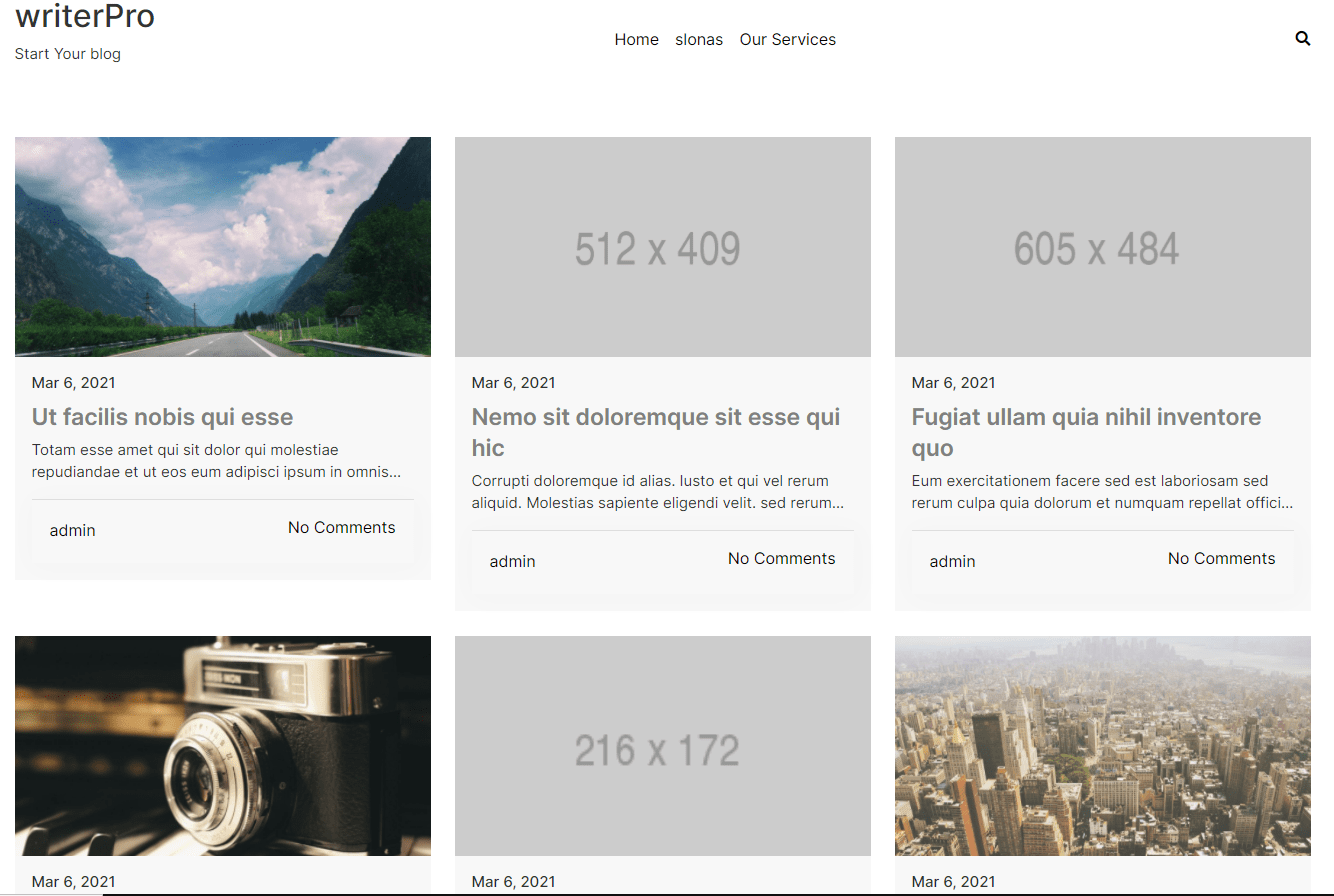 writerPro
Start Your blog
Home slonas Our Services
512 x 409
605 x 484
Mar 6, 2021
Ut facilis nobis qui esse
Totam esse amet qui sit dolor qui molestiae
repudiandae et ut eos eum adipisci ipsum in omnis...
admin
No Comments
Mar 6, 2021
Nemo sit doloremque sit esse qui
hic
Corrupti doloremque id alias. Iusto et qui vel rerum
aliquid. Molestias sapiente eligendi velit. sed rerum...
admin
No Comments
Mar 6, 2021
Fugiat ullam quia nihil inventore
quo
Eum exercitationem facere sed est laboriosam sed
rerum culpa quia dolorum et numquam repellat offici...
admin
No Comments
216 x 172
Mar 6, 2021
Mar 6, 2021
Mar 6, 2021